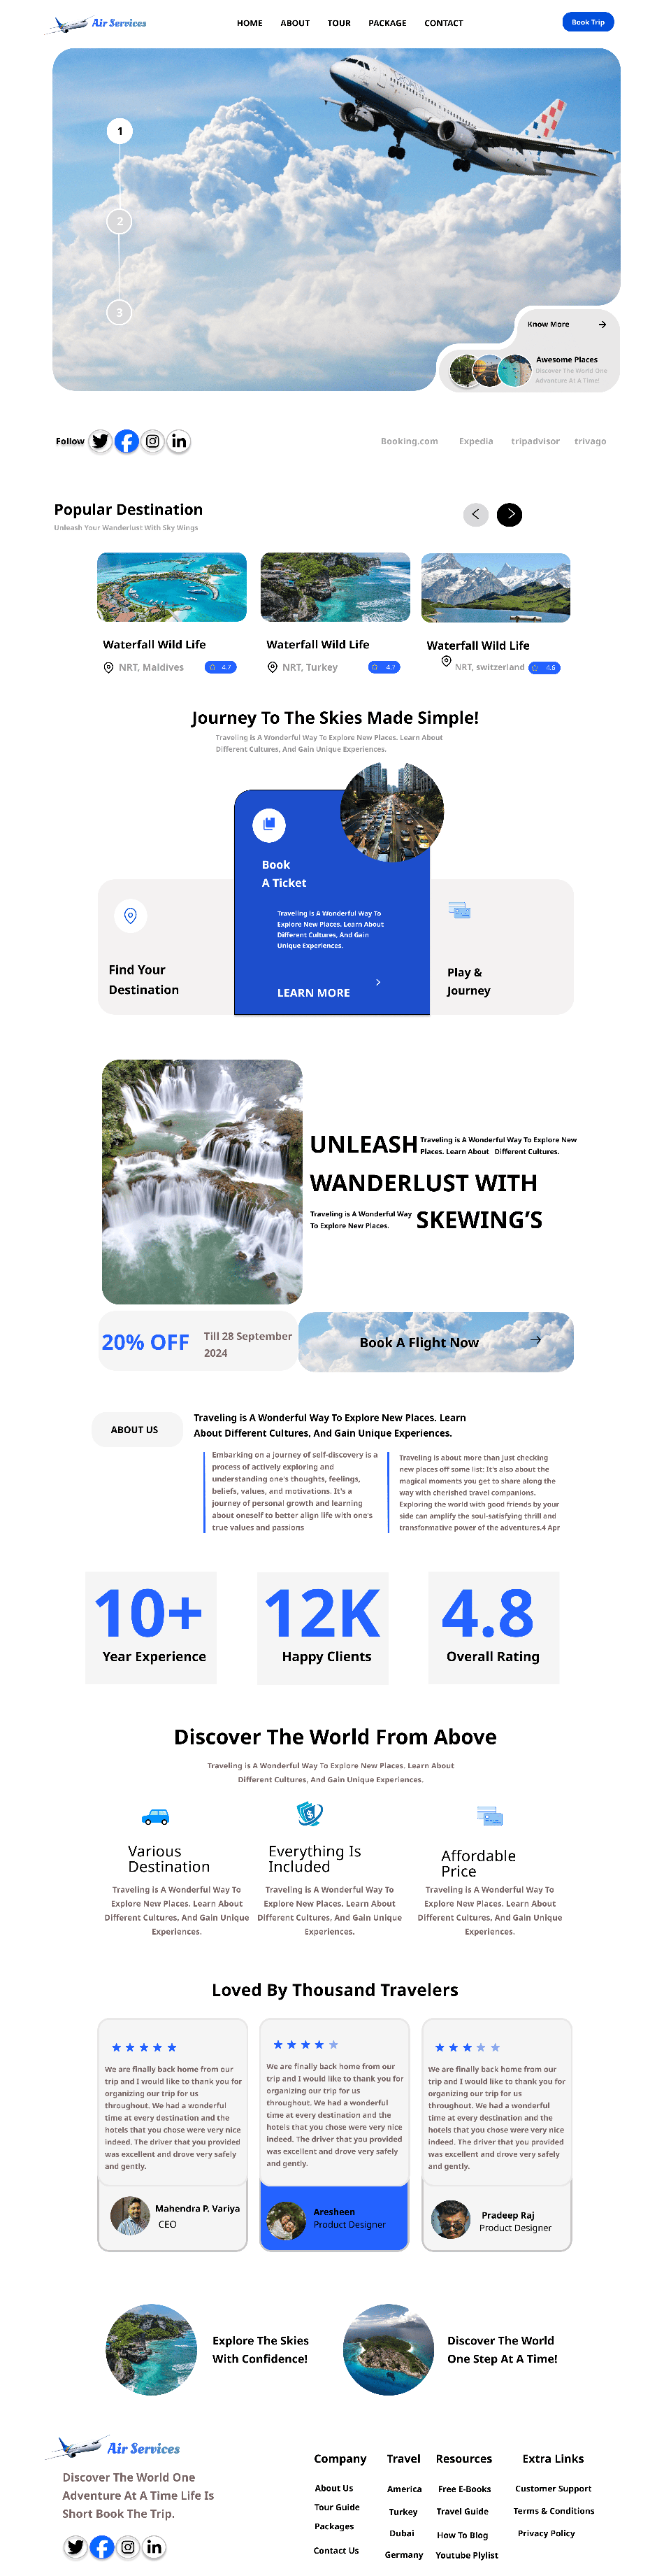 Air Services
HOME ABOUT TOUR PACKAGE CONTACT
Book Trip
1
2
3
Know More
Awesome Places
Discover The World One
Adventure At A Time!
Follow
Booking.com Expedia tripadvisor trivago
Popular Destination
Unleash Your Wanderlust With Sky Wings
Waterfall Wild Life
NRT, Maldives 4.7
Waterfall Wild Life
NRT, Turkey 4.7
Waterfall Wild Life
NRT, switzerland 4.6
Journey To The Skies Made Simple!
Traveling is A Wonderful Way To Explore New Places. Learn About
Different Cultures, And Gain Unique Experiences.
Find Your
Destination
Book
A Ticket
Traveling is A Wonderful Way To
Explore New Places. Learn About
Different Cultures, And Gain
Unique Experiences.
LEARN MORE
Play &
Journey
UNLEASH
Traveling is A Wonderful Way To Explore New
Places. Learn About Different Cultures.
WANDERLUST WITH
Traveling is A Wonderful Way
To Explore New Places.
SKEWING'S
20% OFF
Till 28 September
2024
Book A Flight Now
ABOUT US
Traveling is A Wonderful Way To Explore New Places. Learn
About Different Cultures, And Gain Unique Experiences.
Embarking on a journey of self-discovery is a
process of actively exploring and
understanding one's thoughts, feelings,
beliefs, values, and motivations. It's a
journey of personal growth and learning
about oneself to better align life with one's
true values and passions
Traveling is about more than just checking
new places off some list: It's also about the
magical moments you get to share along the
way with cherished travel companions.
Exploring the world with good friends by your
side can amplify the soul-satisfying thrill and
transformative power of the adventures.4 Apr
10+
Year Experience
12K
Happy Clients
4.8
Overall Rating
Discover The World From Above
Traveling is A Wonderful Way To Explore New Places. Learn About
Different Cultures, And Gain Unique Experiences.
Various
Destination
Traveling is A Wonderful Way To
Explore New Places. Learn About
Different Cultures, And Gain Unique
Experiences.
Everything Is
Included
Traveling is A Wonderful Way To
Explore New Places. Learn About
Different Cultures, And Gain Unique
Experiences.
Affordable
Price
Traveling is A Wonderful Way To
Explore New Places. Learn About
Different Cultures, And Gain Unique
Experiences.
Loved By Thousand Travelers
We are finally back home from our
trip and I would like to thank you for
organizing our trip for us
throughout. We had a wonderful
time at every destination and the
hotels that you chose were very nice
indeed. The driver that you provided
was excellent and drove very safely
and gently.
Mahendra P. Variya
CEO
We are finally back home from our
trip and I would like to thank you for
organizing our trip for us
throughout. We had a wonderful
time at every destination and the
hotels that you chose were very nice
indeed. The driver that you provided
was excellent and drove very safely
and gently.
Aresheen
Product Designer
We are finally back home from our
trip and I would like to thank you for
organizing our trip for us
throughout. We had a wonderful
time at every destination and the
hotels that you chose were very nice
indeed. The driver that you provided
was excellent and drove very safely
and gently.
Pradeep Raj
Product Designer
Explore The Skies
With Confidence!
Discover The World
One Step At A Time!
Air Services
Discover The World One
Adventure At A Time Life Is
Short Book The Trip.
Company
About Us
Tour Guide
Packages
Contact Us
Travel
America
Turkey
Dubai
Germany
Resources
Free E-Books
Travel Guide
How To Blog
Youtube Plylist
Extra Links
Customer Support
Terms & Conditions
Privacy Policy